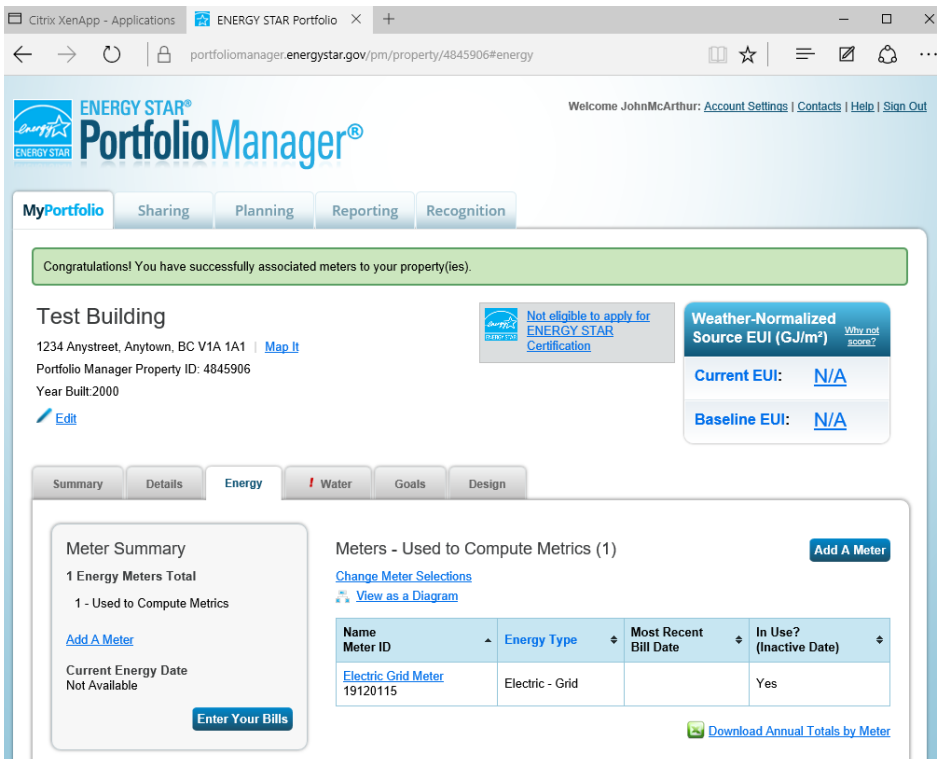 Citrix XenApp - Applications
ENERGY STAR Portfolio
portfoliomanager.energystar.gov/pm/property/4845906#energy
ENERGY STAR
ENERGY STAR®
PortfolioManager®
Welcome JohnMcArthur: Account Settings | Contacts | Help | Sign Out
MyPortfolio
Sharing
Planning
Reporting
Recognition
Congratulations! You have successfully associated meters to your property(ies).
Test Building
1234 Anystreet, Anytown, BC V1A 1A1 | Map It
Portfolio Manager Property ID: 4845906
Year Built:2000
Edit
ENERGY STAR
Not eligible to apply for
ENERGY STAR
Certification
Weather-Normalized
Source EUI (GJ/m²)
Why not
score?
Current EUI: N/A
Baseline EUI: N/A
Summary
Details
Energy
! Water
Goals
Design
Meter Summary
1 Energy Meters Total
1 - Used to Compute Metrics
Add A Meter
Current Energy Date
Not Available
Enter Your Bills
Meters - Used to Compute Metrics (1)
Add A Meter
Change Meter Selections
View as a Diagram
Name
Meter ID
Energy Type
Most Recent
Bill Date
In Use?
(Inactive Date)
Electric Grid Meter
19120115
Electric - Grid
Yes
Download Annual Totals by Meter